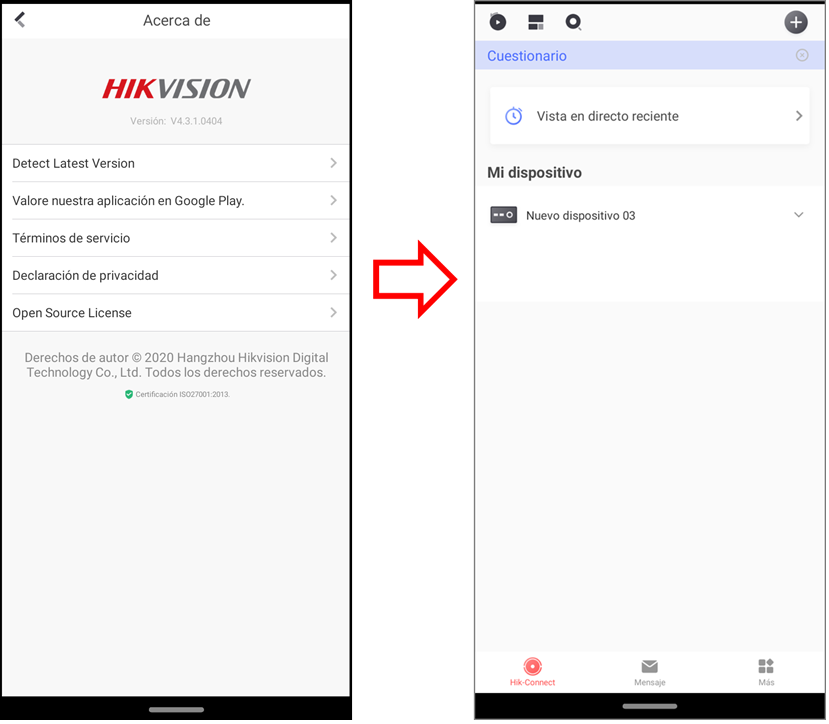 Acerca de
HIKVISION
Versión: V4.3.1.0404
Detect Latest Version
Valore nuestra aplicación en Google Play.
Términos de servicio
Declaración de privacidad
Open Source License
Derechos de autor © 2020 Hangzhou Hikvision Digital
Technology Co., Ltd. Todos los derechos reservados.
Certificación ISO27001:2013.
Cuestionario
Vista en directo reciente
Mi dispositivo
Nuevo dispositivo 03
Hik-Connect
Mensaje
Más